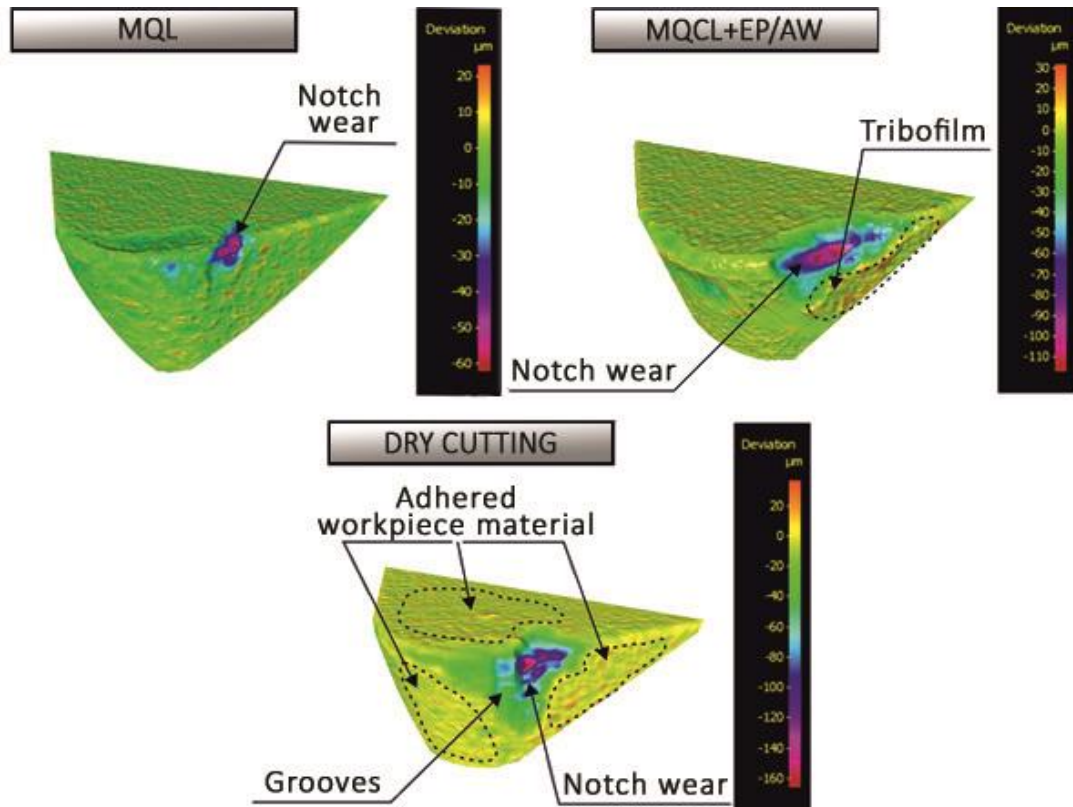 MQL
Deviation
µm
20
10
0
-10
-20
-30
-40
-50
-60
Notch
wear
MQCL+EP/AW
Deviation
µm
30
20
10
0
-10
-20
-30
-40
-50
-60
-70
-80
-90
-100
-110
Tribofilm
Notch wear
DRY CUTTING
Deviation
µm
20
0
-20
-40
-60
-80
-100
-120
-140
-160
Adhered
workpiece material
Grooves
Notch wear